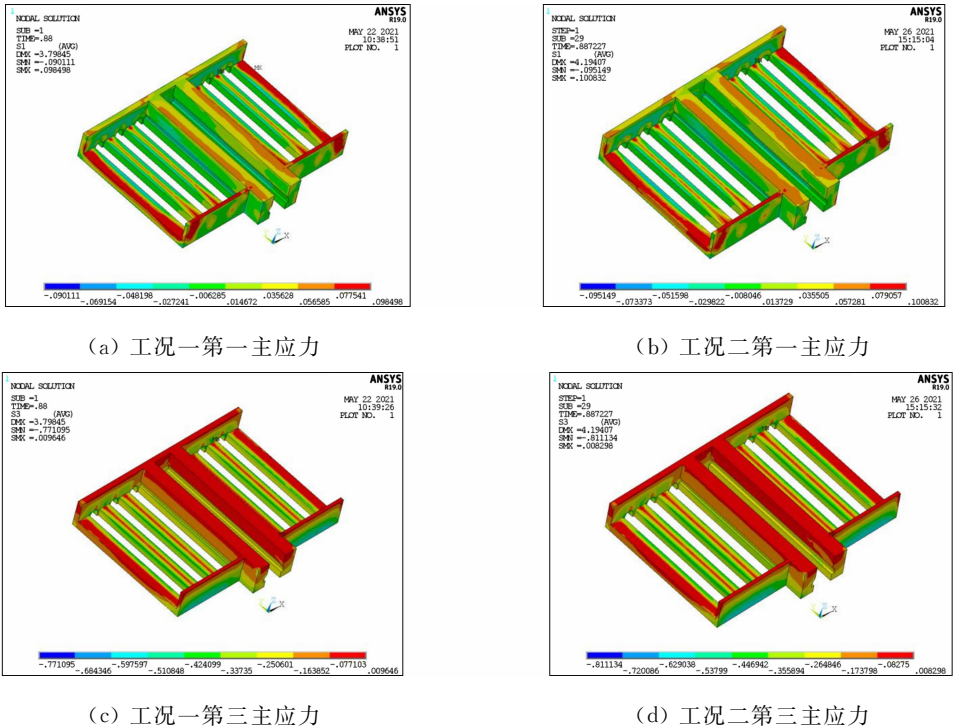 1
NODAL SOLUTION
SUB =1
TIME=.88
S1 (AVG)
DMX =3.79845
SMN =-.090111
SMX =.098498
ANSYS
R19.0
MAY 22 2021
10:38:51
PLOT NO. 1
MX
X
-.090111 -.048198 -.006285 .035628 .077541
-.069154 -.027241 .014672 .056585 .098498
(a) 工况一第一主应力
1
NODAL SOLUTION
STEP=1
SUB =29
TIME=.887227
S1 (AVG)
DMX =4.19407
SMN =-.095149
SMX =.100832
ANSYS
R19.0
MAY 26 2021
15:15:04
PLOT NO. 1
X
-.095149 -.051598 -.008046 .035505 .079057
-.073373 -.029822 .013729 .057281 .100832
(b) 工况二第一主应力
1
NODAL SOLUTION
SUB =1
TIME=.88
S3 (AVG)
DMX =3.79845
SMN =-.771095
SMX =.009646
ANSYS
R19.0
MAY 22 2021
10:39:26
PLOT NO. 1
X
-.771095 -.597597 -.424099 -.250601 -.077103
-.684346 -.510848 -.33735 -.163852 .009646
(c) 工况一第三主应力
1
NODAL SOLUTION
STEP=1
SUB =29
TIME=.887227
S3 (AVG)
DMX =4.19407
SMN =-.811134
SMX =.008298
ANSYS
R19.0
MAY 26 2021
15:15:32
PLOT NO. 1
X
-.811134 -.629038 -.446942 -.264846 -.08275
-.720086 -.53799 -.355894 -.173798 .008298
(d) 工况二第三主应力